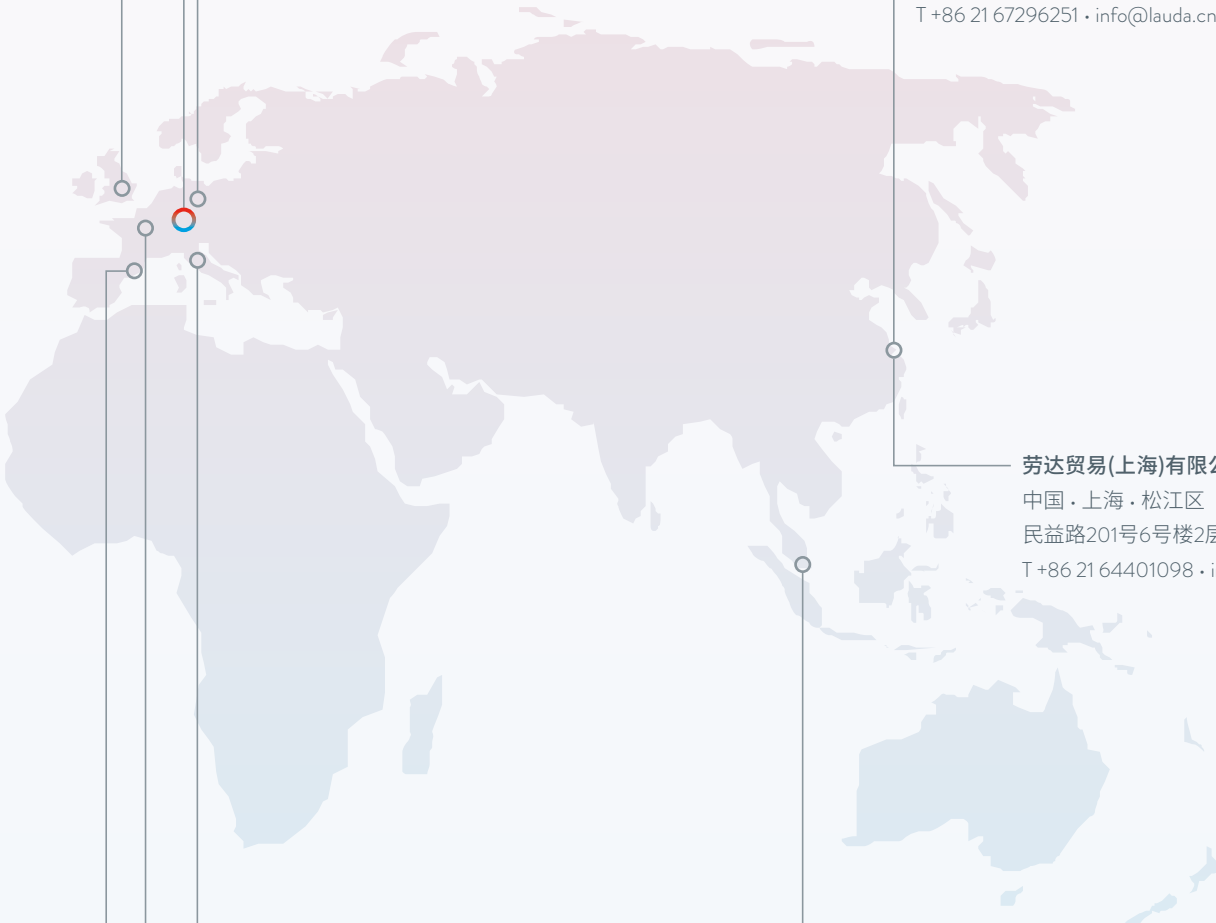 T +86 21 67296251 • info@lauda.cn
劳达贸易(上海)有限
中国 • 上海 • 松江区
民益路201号6号楼2层
T +86 21 64401098 • i